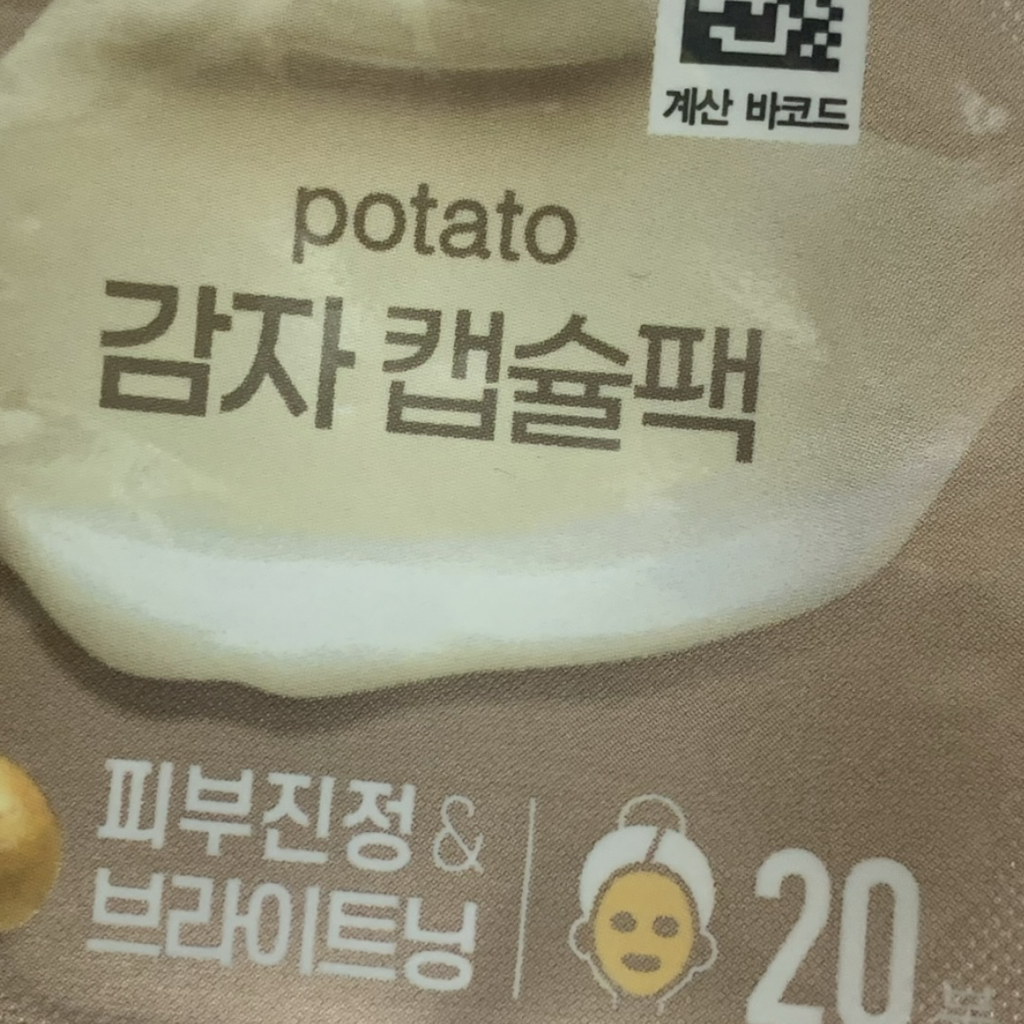 계산 바코드
potato
감자 캡슐팩
피부진정 &
브라이트닝
20